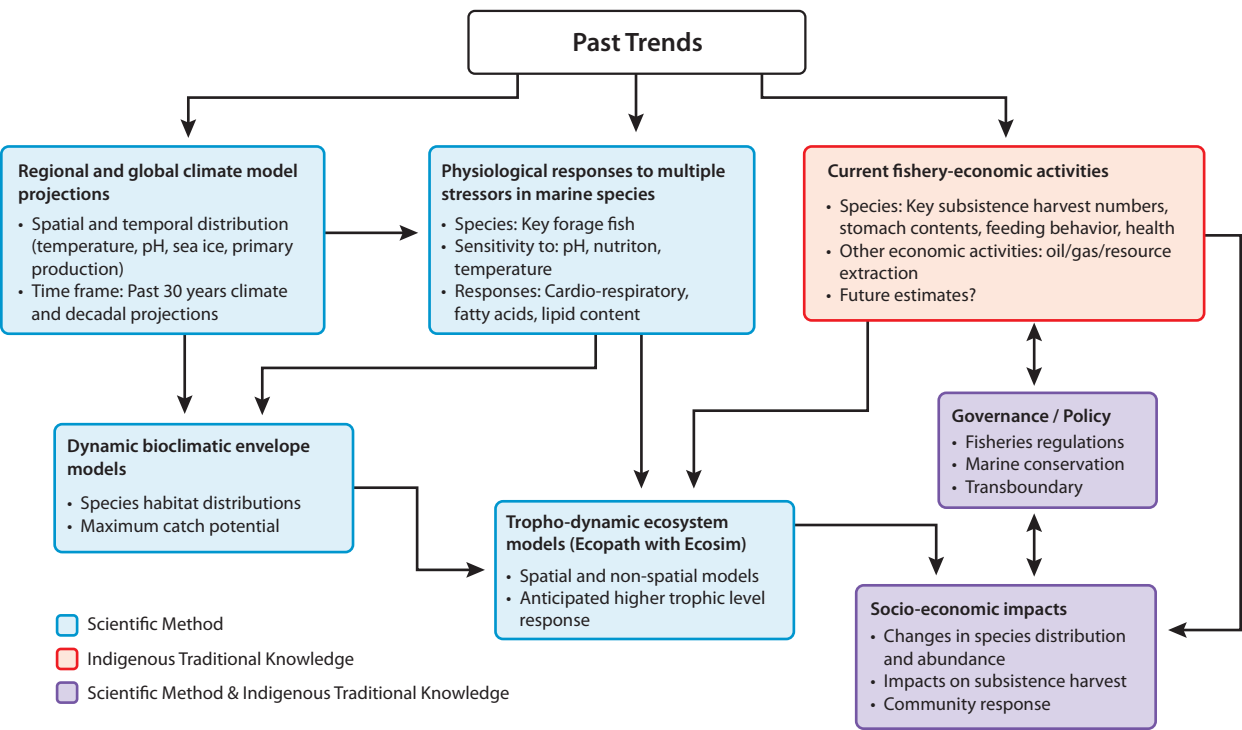 Past Trends
Regional and global climate model
projections
• Spatial and temporal distribution
(temperature, pH, sea ice, primary
production)
• Time frame: Past 30 years climate
and decadal projections
Physiological responses to multiple
stressors in marine species
• Species: Key forage fish
• Sensitivity to: pH, nutriton,
temperature
• Responses: Cardio-respiratory,
fatty acids, lipid content
Current fishery-economic activities
• Species: Key subsistence harvest numbers,
stomach contents, feeding behavior, health
• Other economic activities: oil/gas/resource
extraction
• Future estimates?
Dynamic bioclimatic envelope
models
• Species habitat distributions
• Maximum catch potential
Governance / Policy
• Fisheries regulations
• Marine conservation
• Transboundary
Tropho-dynamic ecosystem
models (Ecopath with Ecosim)
• Spatial and non-spatial models
• Anticipated higher trophic level
response
Socio-economic impacts
• Changes in species distribution
and abundance
• Impacts on subsistence harvest
• Community response
Scientific Method
Indigenous Traditional Knowledge
Scientific Method & Indigenous Traditional Knowledge